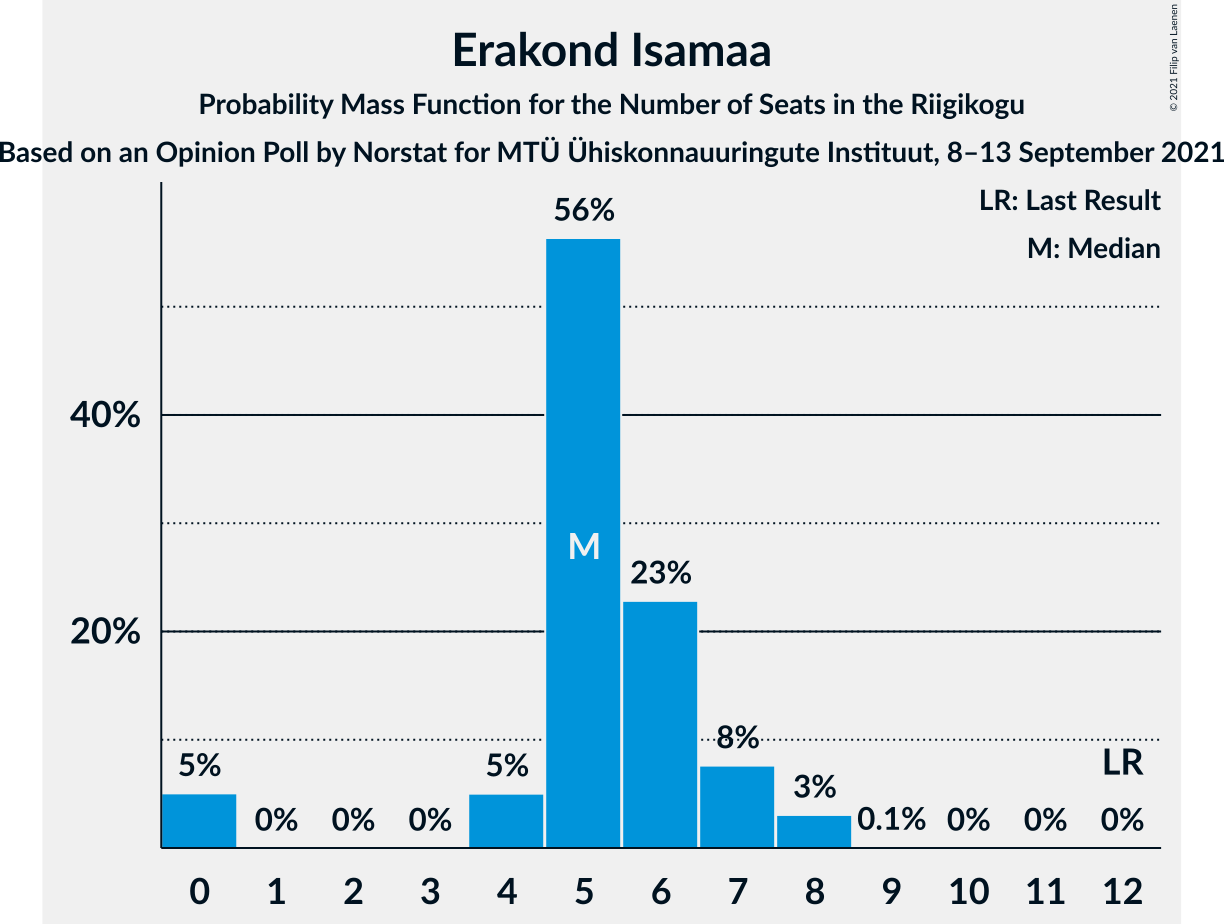 Erakond Isamaa
Probability Mass Function for the Number of Seats in the Riigikogu
Based on an Opinion Poll by Norstat for MTÜ Ühiskonnauuringute Instituut, 8–13 September 2021
© 2021 Filip van Laenen
LR: Last Result
M: Median
56%
40%
M
23%
20%
5% 5% 8% 3% LR
0% 0% 0% 0.1% 0% 0% 0%
0 1 2 3 4 5 6 7 8 9 10 11 12